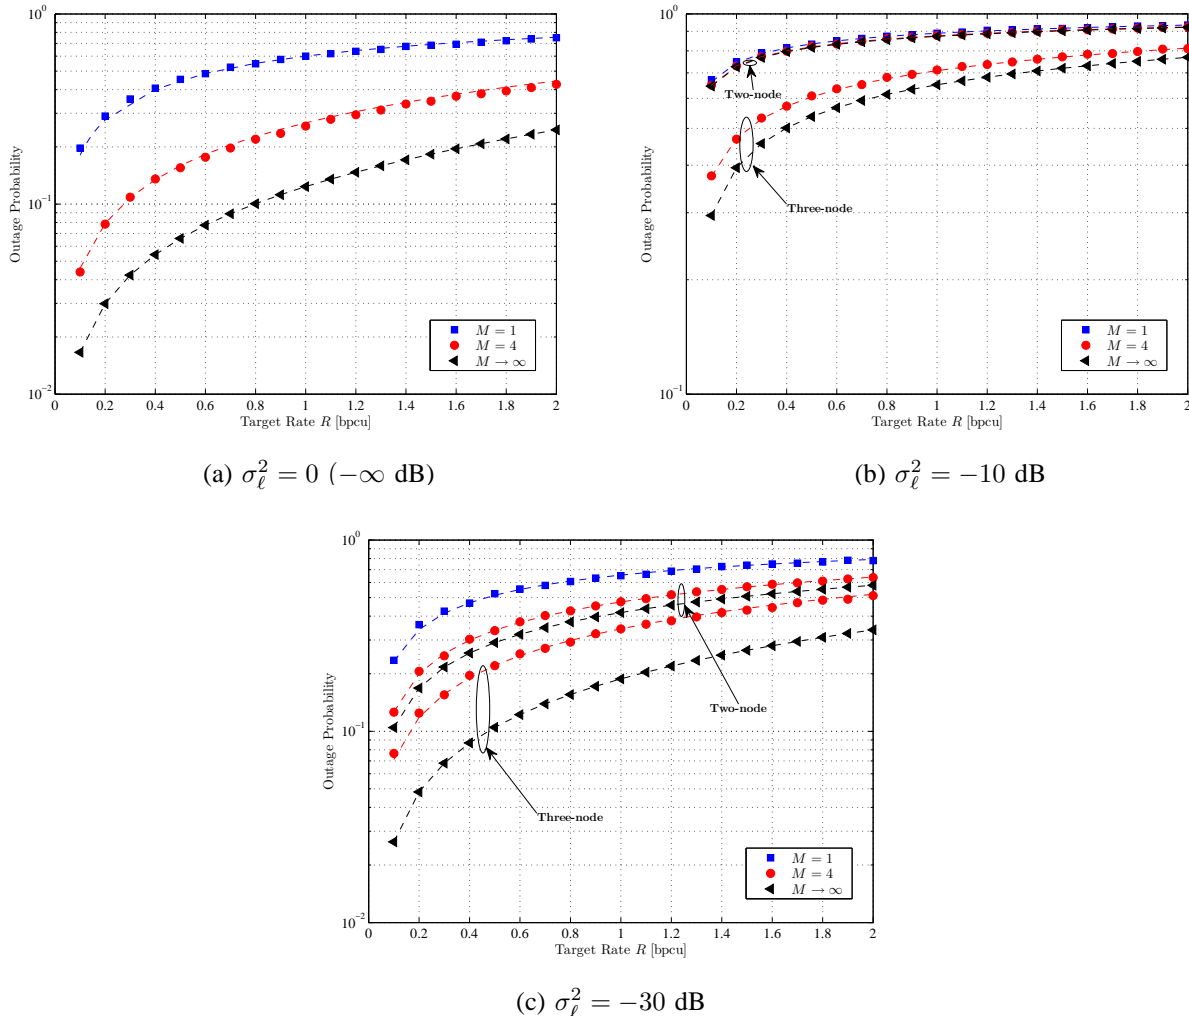 10^0
10^-1
10^-2
Outage Probability
0 0.2 0.4 0.6 0.8 1 1.2 1.4 1.6 1.8 2
Target Rate R [bpcu]
M = 1
M = 4
M → ∞
(a) σ_ℓ^2 = 0 (−∞ dB)
10^0
10^-1
Outage Probability
0 0.2 0.4 0.6 0.8 1 1.2 1.4 1.6 1.8 2
Target Rate R [bpcu]
Two-node
Three-node
M = 1
M = 4
M → ∞
(b) σ_ℓ^2 = −10 dB
10^0
10^-1
10^-2
Outage Probability
0 0.2 0.4 0.6 0.8 1 1.2 1.4 1.6 1.8 2
Target Rate R [bpcu]
Two-node
Three-node
M = 1
M = 4
M → ∞
(c) σ_ℓ^2 = −30 dB